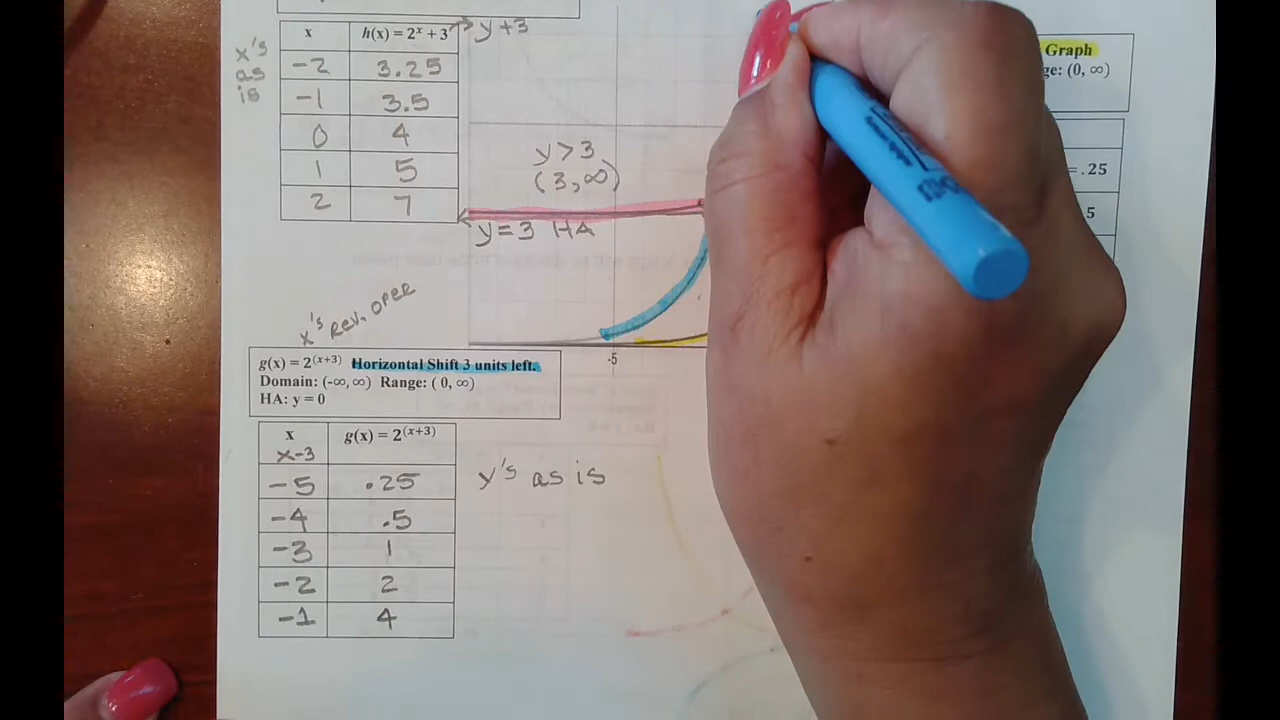 x h(x) = 2ˣ + 3 → y + 3
x's as is
-2 3.25
-1 3.5
0 4
1 5
2 7
y > 3
(3, ∞)
y = 3 HA
-5
Graph
ge: (0, ∞)
= .25
5
x's Rev. OPER
g(x) = 2⁽ˣ⁺³⁾ Horizontal Shift 3 units left.
Domain: (-∞, ∞) Range: ( 0, ∞)
HA: y = 0
x g(x) = 2⁽ˣ⁺³⁾
x-3
-5 .25
-4 .5
-3 1
-2 2
-1 4
y's as is